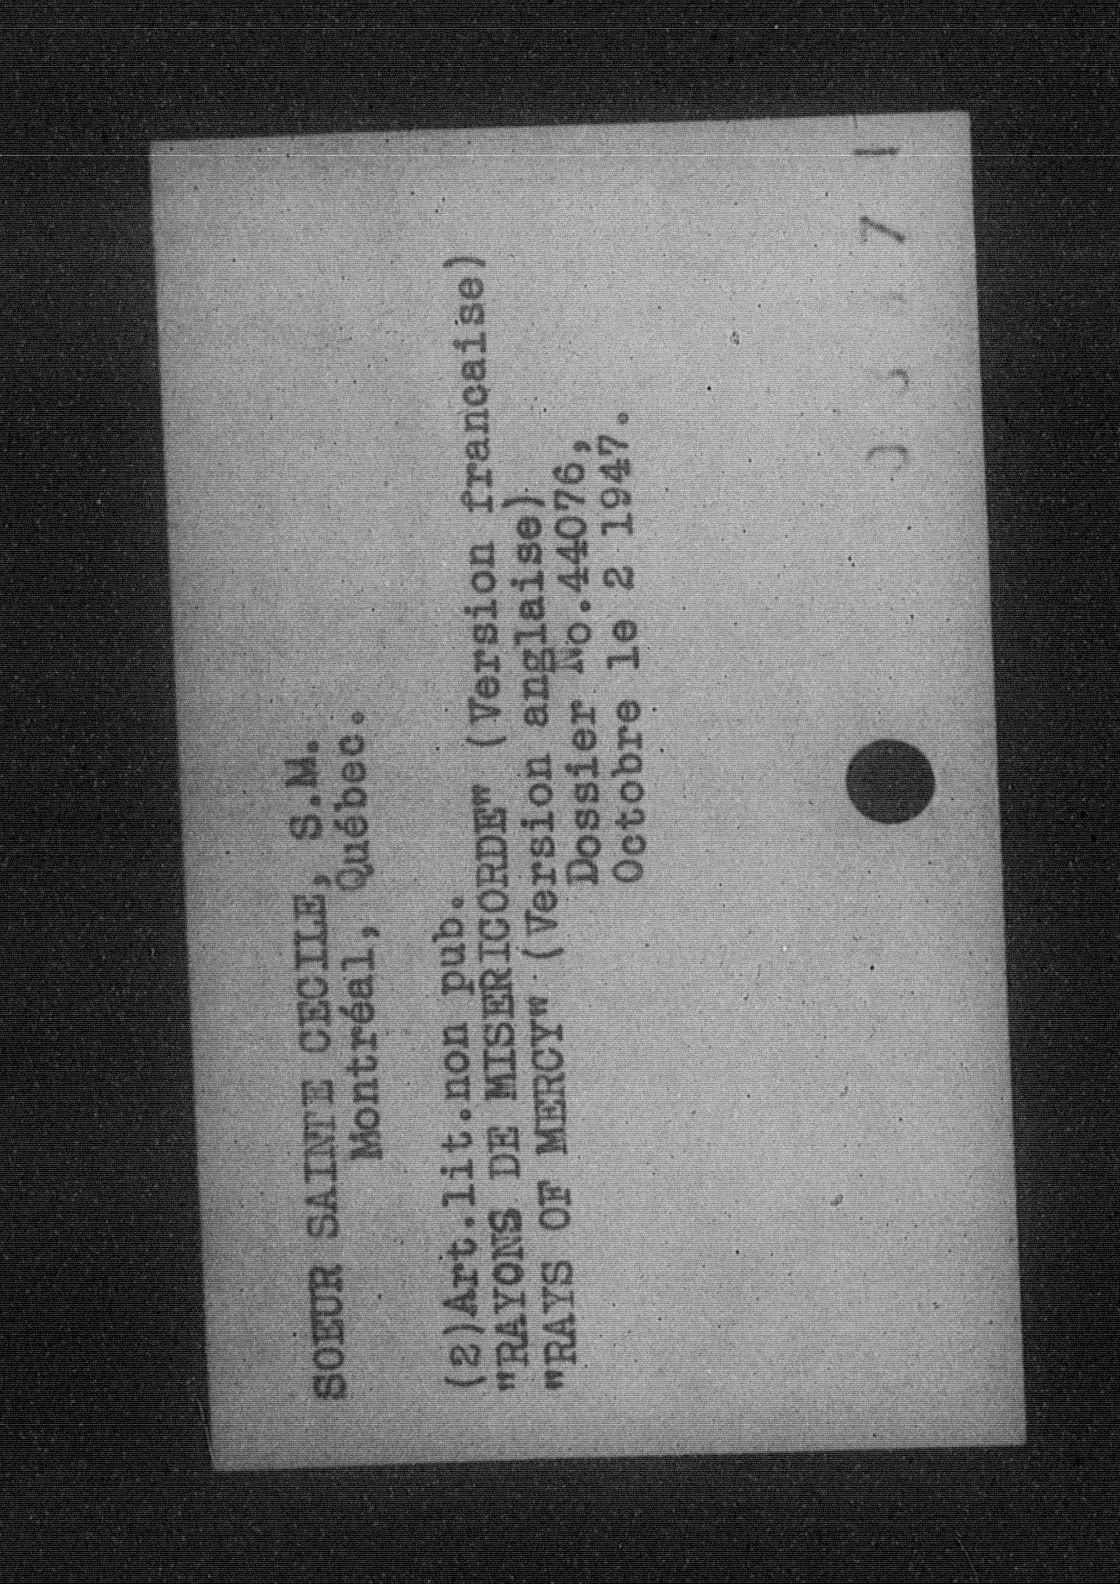 SOEUR SAINTE CECILE, S.M.
Montréal, Québec.
(2)Art.lit.non pub.
"RAYONS DE MISERICORDE" (Version française)
"RAYS OF MERCY" (Version anglaise)
Dossier No.44076,
Octobre le 2 1947.